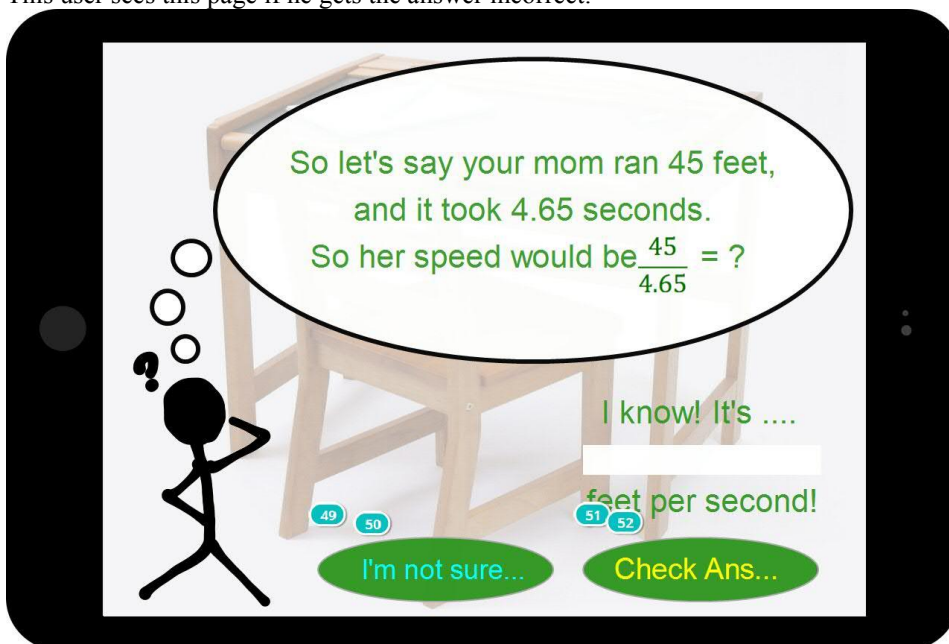 This user sees this page if he gets the answer incorrect.
So let's say your mom ran 45 feet,
and it took 4.65 seconds.
So her speed would be 45/4.65 = ?
?
I know! It's ....
feet per second!
49 50 51 52
I'm not sure... Check Ans...